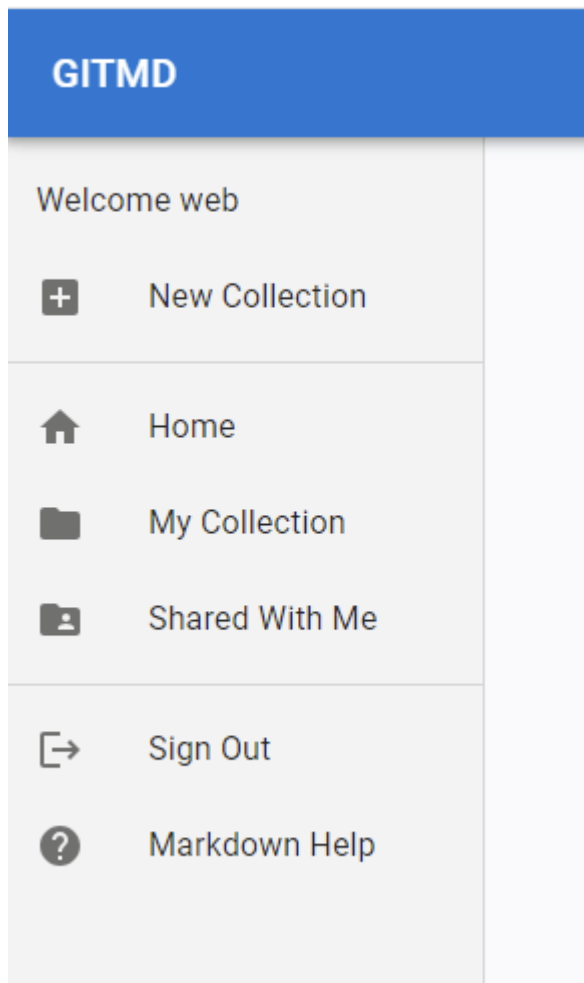 GITMD
Welcome web
New Collection
Home
My Collection
Shared With Me
Sign Out
Markdown Help